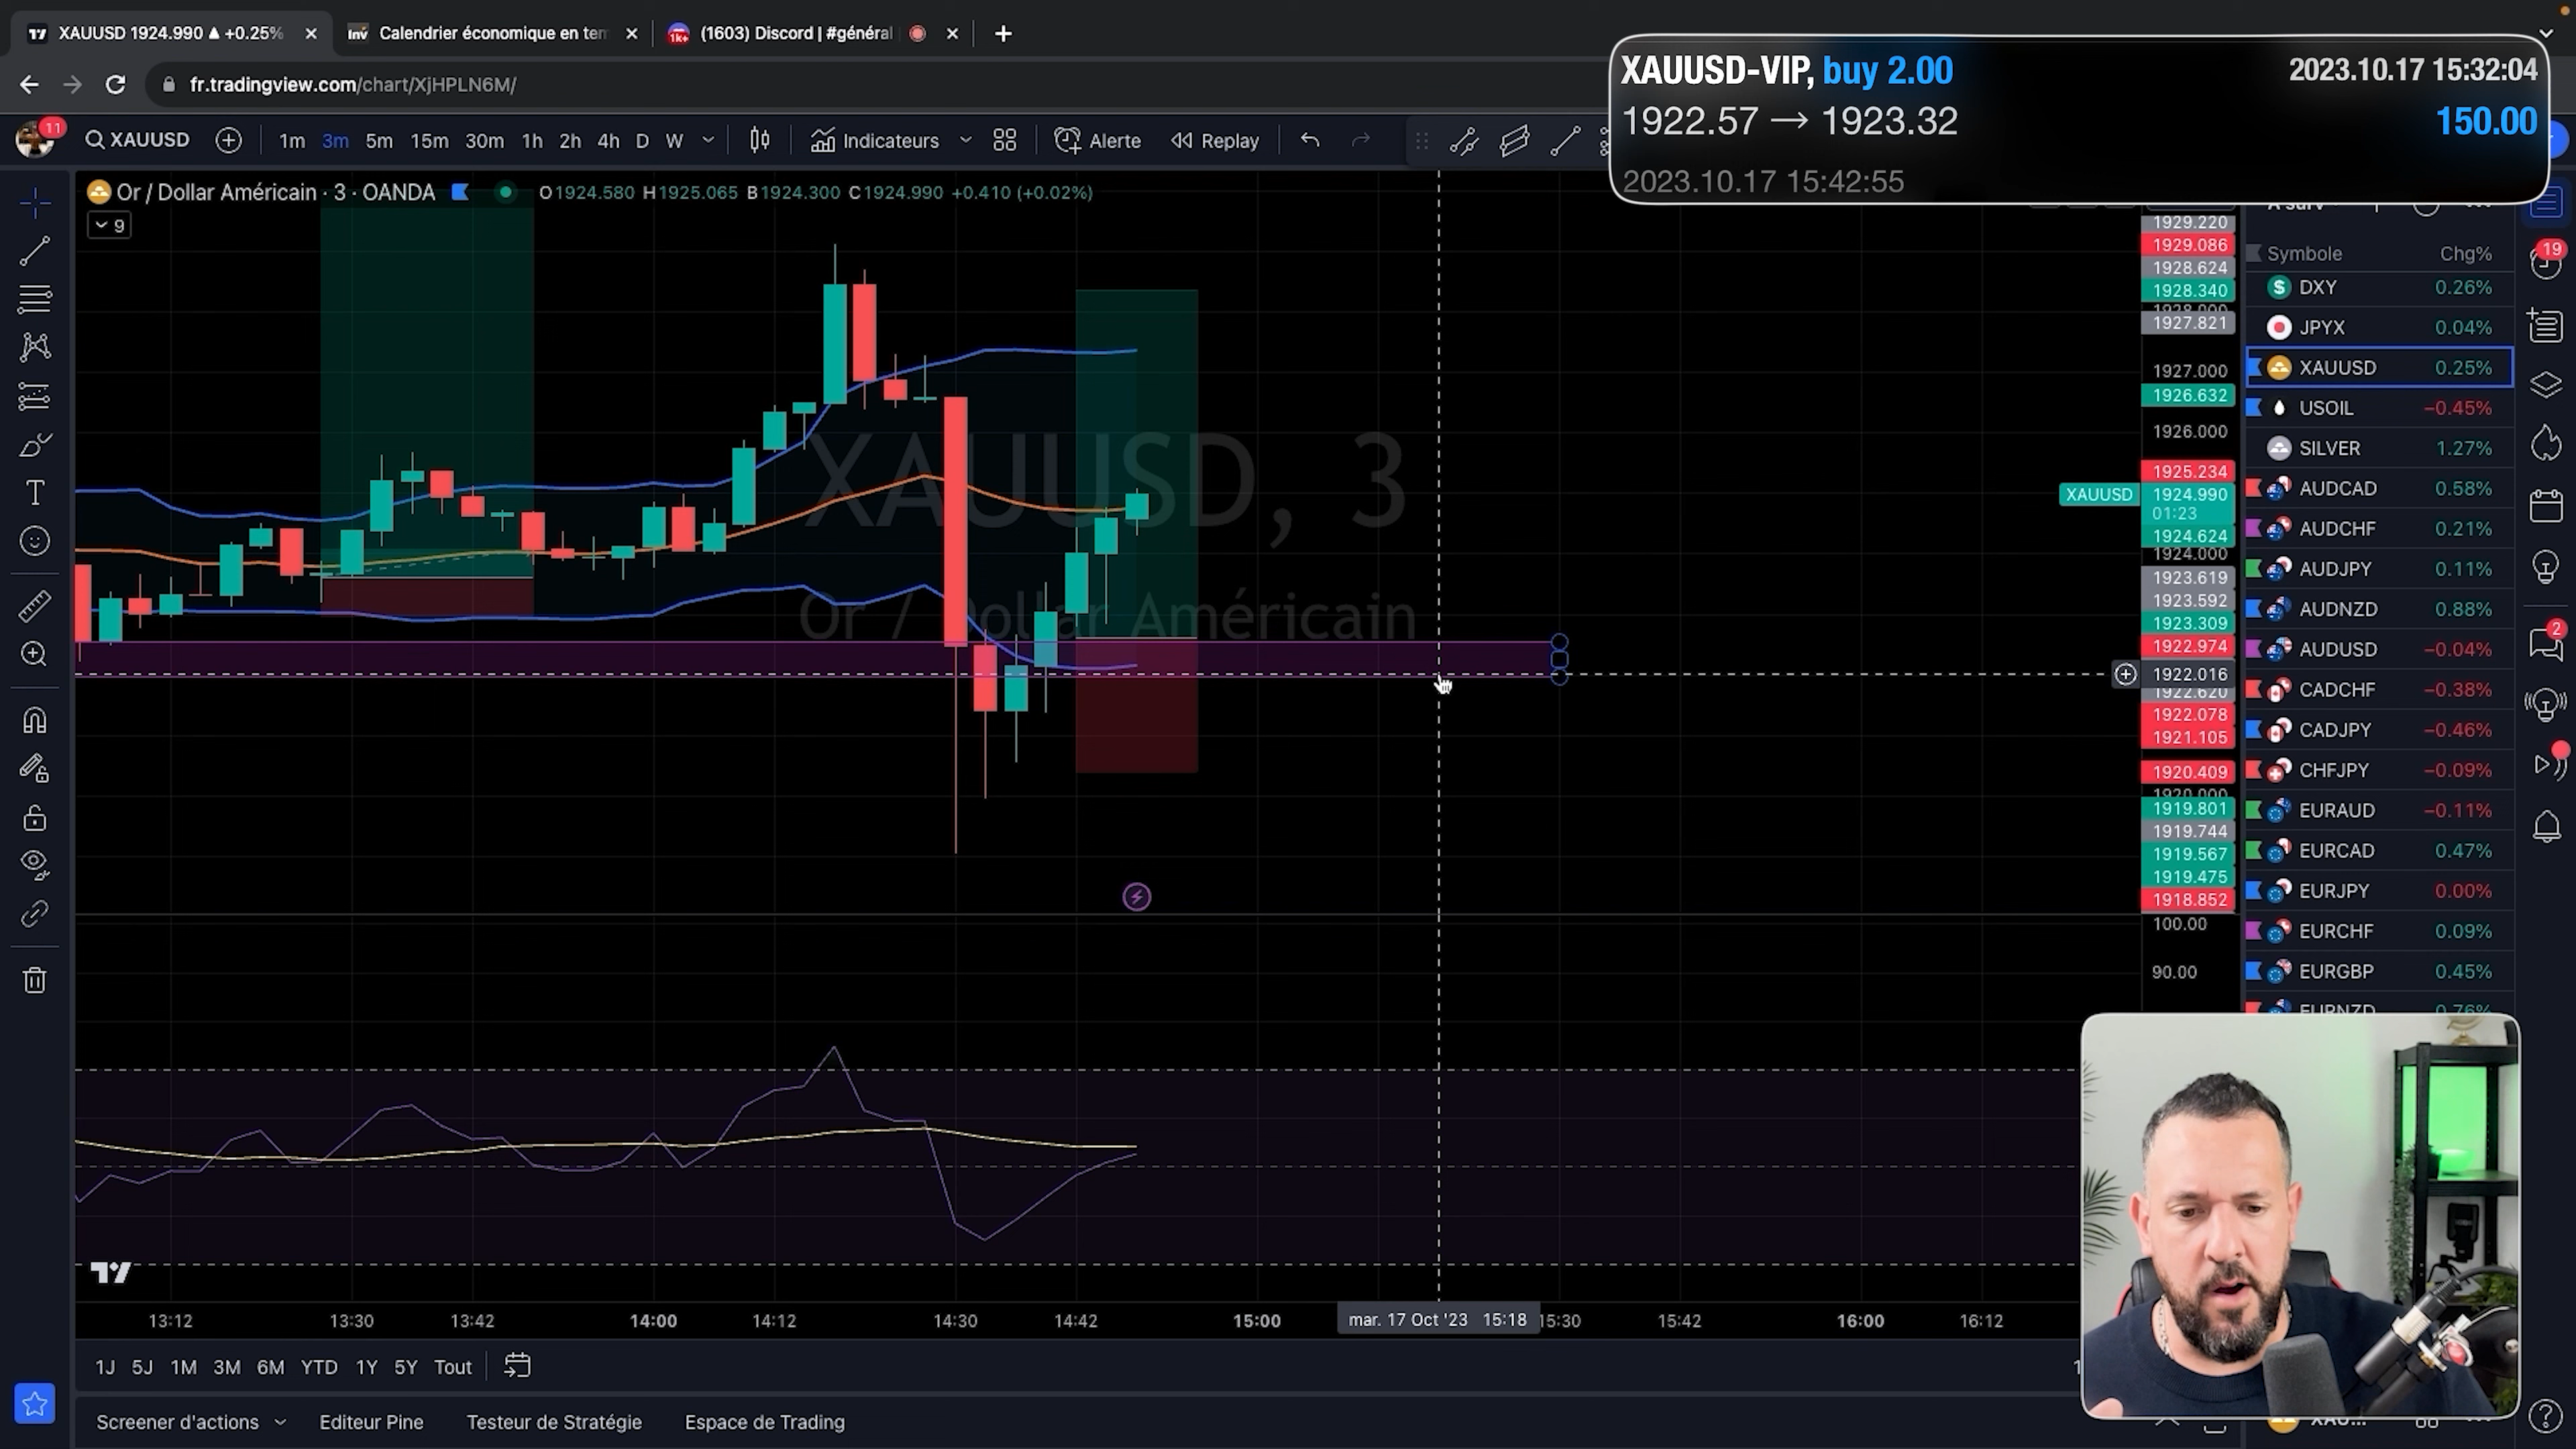 XAUUSD 1924.990 ▲ +0.25%
Calendrier économique en tem
(1603) Discord | #général
fr.tradingview.com/chart/XjHPLN6M/
XAUUSD-VIP, buy 2.00 2023.10.17 15:32:04
1922.57 → 1923.32 150.00
2023.10.17 15:42:55
11
XAUUSD
1m 3m 5m 15m 30m 1h 2h 4h D W
Indicateurs
Alerte
Replay
Or / Dollar Américain · 3 · OANDA
O1924.580 H1925.065 B1924.300 C1924.990 +0.410 (+0.02%)
9
XAUUSD, 3
Or / Dollar Américain
1929.220
1929.086
1928.624
1928.340
1927.821
1927.000
1926.632
1926.000
1925.234
XAUUSD 1924.990
01:23
1924.624
1924.000
1923.619
1923.592
1923.309
1922.974
1922.016
1922.620
1922.078
1921.105
1920.409
1920.000
1919.801
1919.744
1919.567
1919.475
1918.852
100.00
90.00
Symbole Chg%
DXY 0.26%
JPYX 0.04%
XAUUSD 0.25%
USOIL −0.45%
SILVER 1.27%
AUDCAD 0.58%
AUDCHF 0.21%
AUDJPY 0.11%
AUDNZD 0.88%
AUDUSD −0.04%
CADCHF −0.38%
CADJPY −0.46%
CHFJPY −0.09%
EURAUD −0.11%
EURCAD 0.47%
EURJPY 0.00%
EURCHF 0.09%
EURGBP 0.45%
EURNZD 0.76%
19
2
13:12 13:30 13:42 14:00 14:12 14:30 14:42 15:00 mar. 17 Oct '23 15:18 15:30 15:42 16:00 16:12
1J 5J 1M 3M 6M YTD 1Y 5Y Tout
Screener d'actions Editeur Pine Testeur de Stratégie Espace de Trading
XAU...